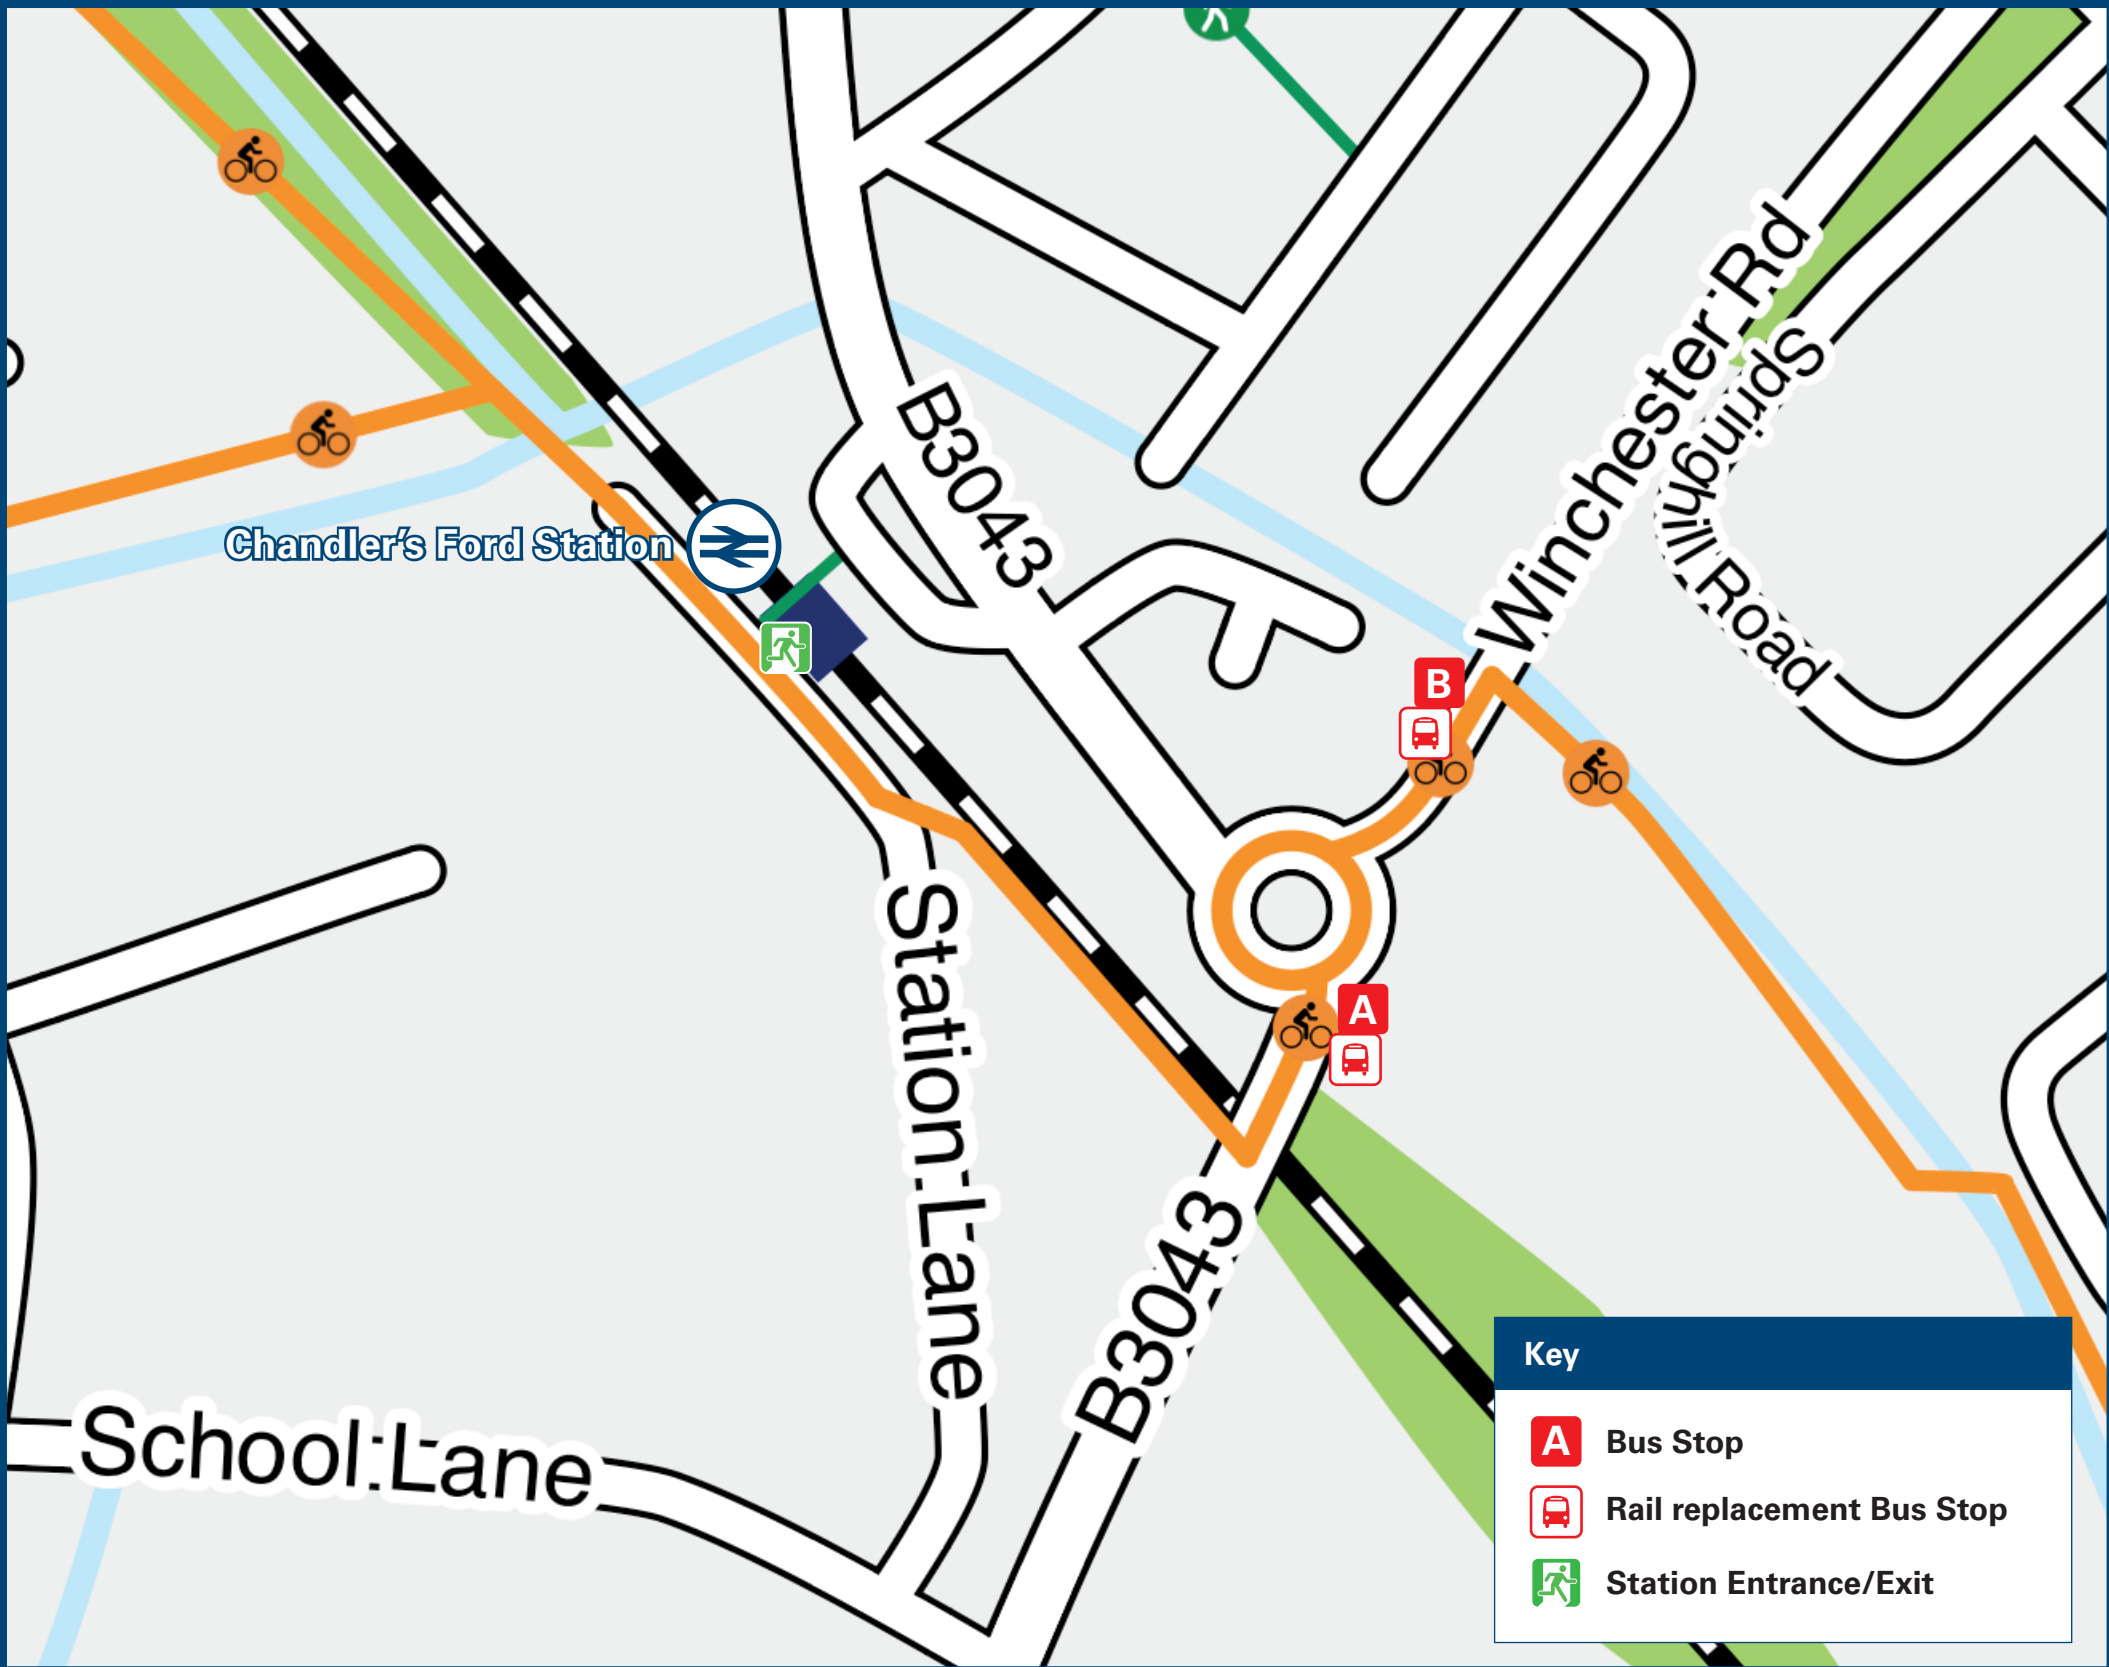 Winchester Rd
Springhill Road
B3043
Chandler's Ford Station
B
A
Station Lane
B3043
School Lane
Key
A Bus Stop
Rail replacement Bus Stop
Station Entrance/Exit